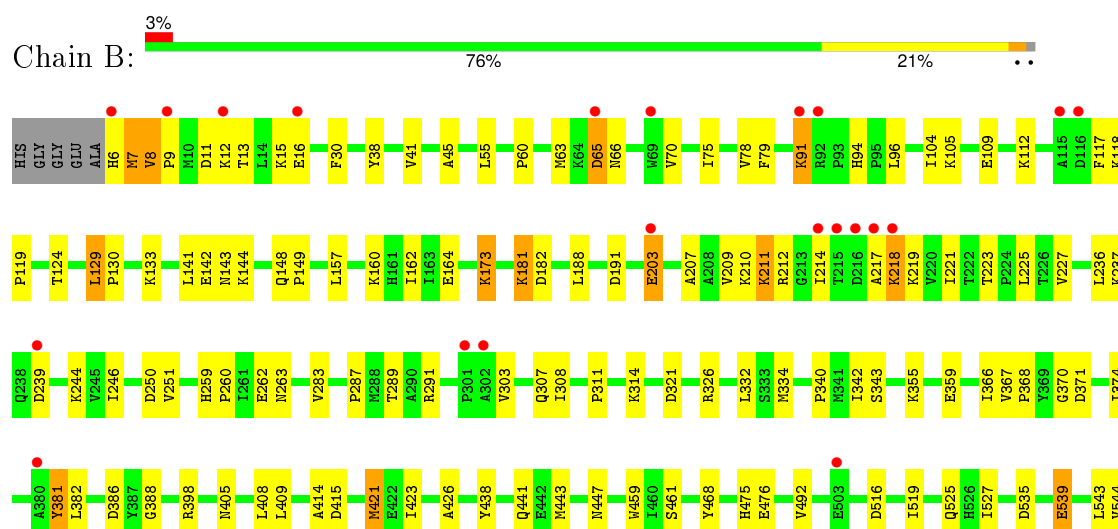 3%
Chain B:
76% 21% • •
HIS GLY GLY GLU ALA H6 M7 V8 P9 M10 D11 K12 T13 L14 K15 E16 F30 Y38 V41 A45 L55 P60 M63 K64 D65 N66 W69 V70 I75 V78 F79 K91 R92 P93 H94 P95 L96 I104 K105 E109 K112 A115 D116 F117 K118
P119 T124 L129 P130 K133 L141 E142 N143 K144 Q148 P149 L157 K160 H161 I162 I163 E164 K173 K181 D182 L188 D191 E203 A207 A208 V209 K210 K211 R212 G213 I214 T215 D216 A217 K218 K219 V220 I221 T222 T223 P224 L225 T226 V227 L236 K237
Q238 D239 K244 V245 I246 D250 V251 H259 P260 I261 E262 N263 V283 P287 M288 T289 A290 R291 P301 A302 V303 Q307 I308 P311 K314 D321 R326 L332 S333 M334 P340 M341 I342 S343 K355 E359 I366 V367 P368 Y369 G370 D371 I374
A380 Y381 L382 D386 Y387 G388 R398 N405 L408 L409 A414 D415 M421 E422 I423 A426 Y438 Q441 E442 M443 N447 W459 I460 S461 Y468 H475 E476 V492 E503 D516 I519 Q525 H526 I527 D535 E539 L543